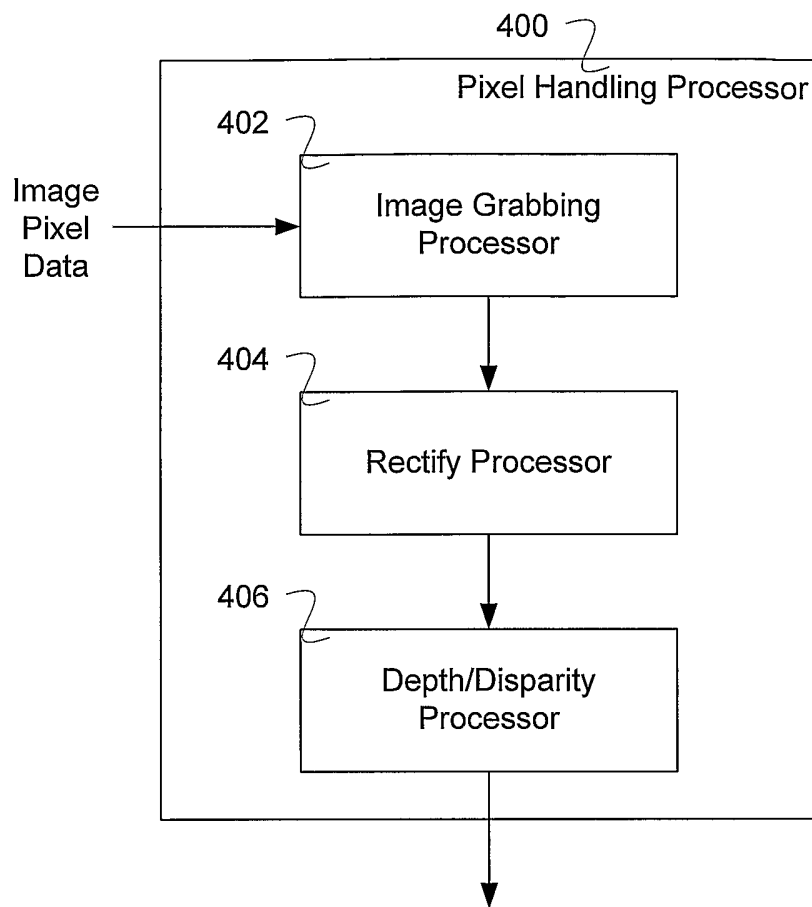 400
Pixel Handling Processor
402
Image Grabbing
Processor
Image
Pixel
Data
404
Rectify Processor
406
Depth/Disparity
Processor